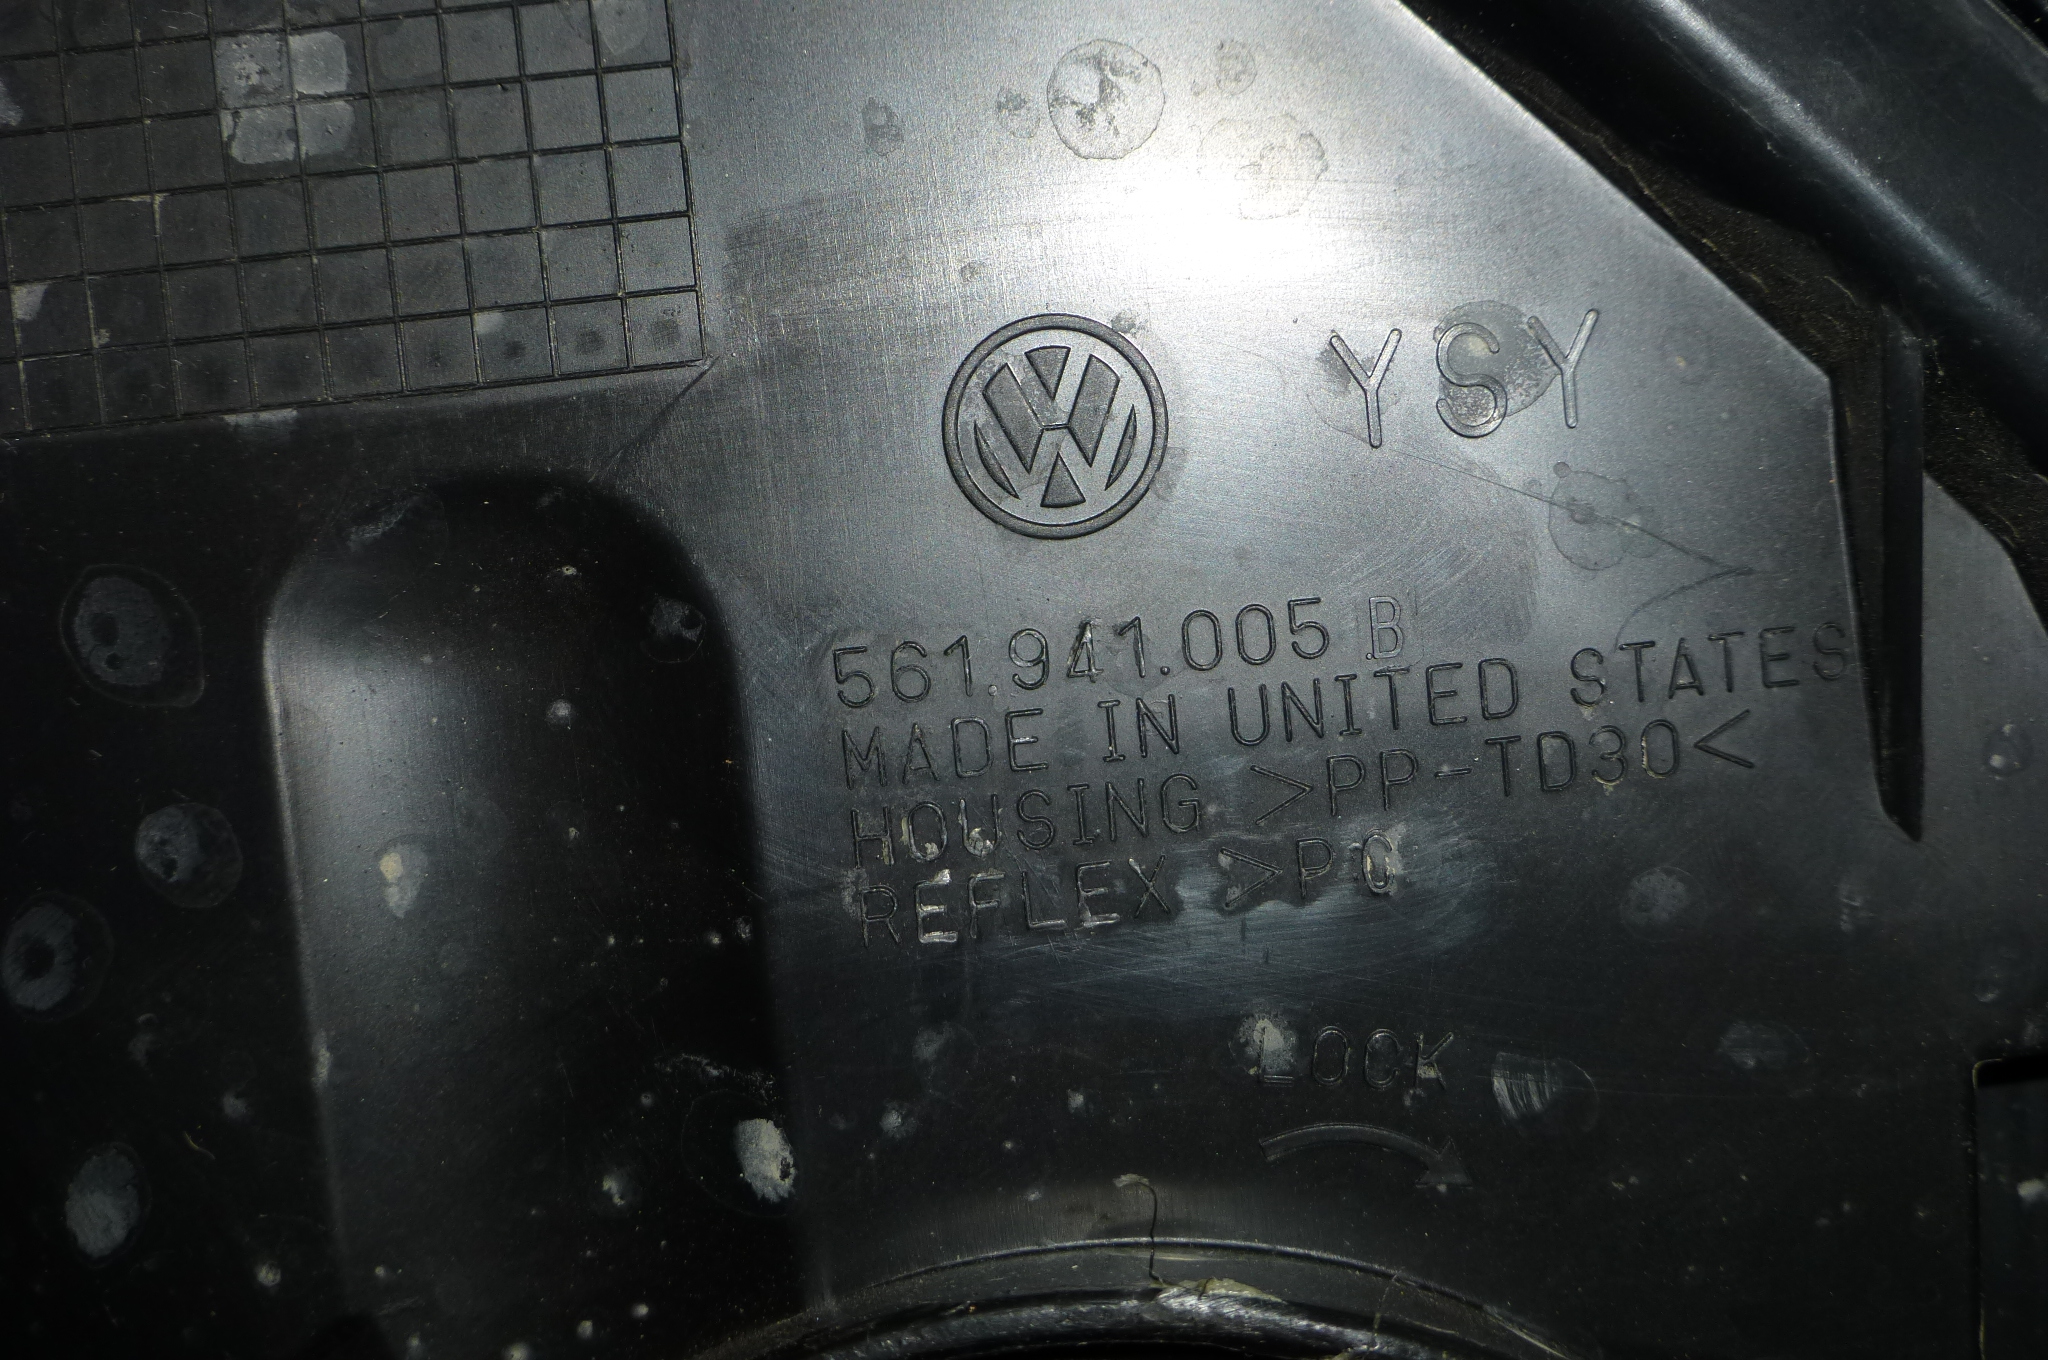 YSY
561.941.005 B
MADE IN UNITED STATES
HOUSING >PP-TD30<
REFLEX >PC
LOCK